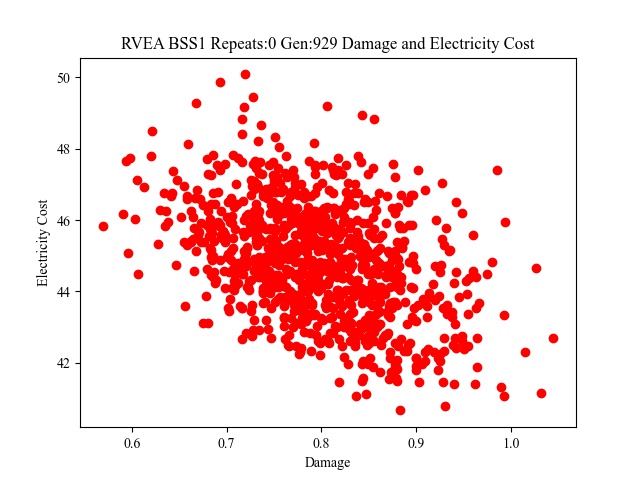 RVEA BSS1 Repeats:0 Gen:929 Damage and Electricity Cost
50
48
46
44
42
Electricity Cost
0.6 0.7 0.8 0.9 1.0
Damage